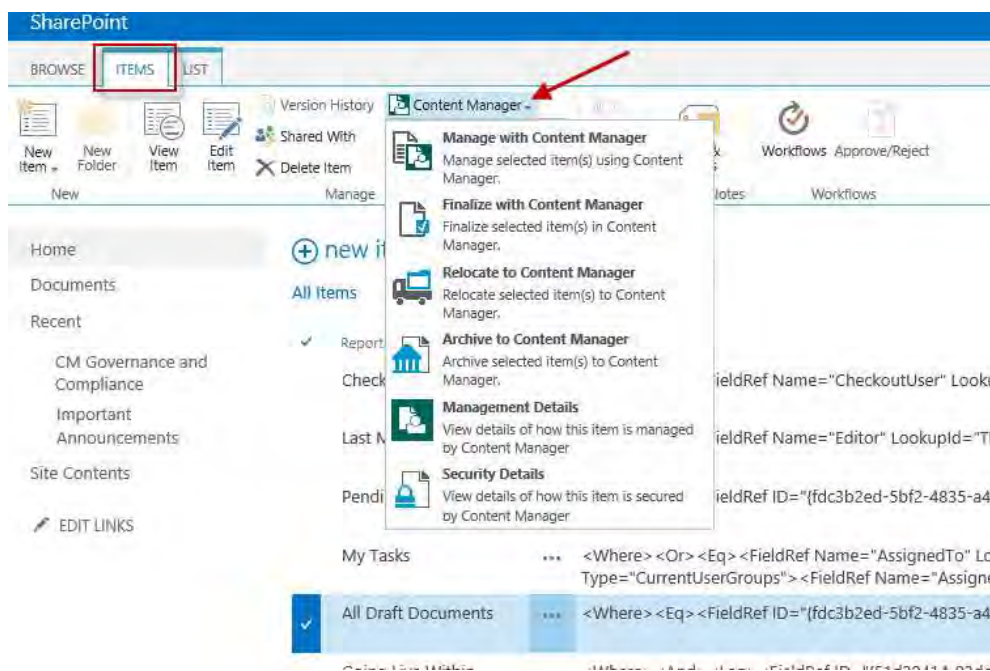 SharePoint
BROWSE ITEMS LIST
New Item
New Folder
View Item
Edit Item
New
Version History
Shared With
Delete Item
Manage
Content Manager
Workflows Approve/Reject
Workflows
Manage with Content Manager
Manage selected item(s) using Content
Manager.
Finalize with Content Manager
Finalize selected item(s) in Content
Manager.
Relocate to Content Manager
Relocate selected item(s) to Content
Manager.
Archive to Content Manager
Archive selected item(s) to Content
Manager.
Management Details
View details of how this item is managed
by Content Manager
Security Details
View details of how this item is secured
by Content Manager
Home
Documents
Recent
CM Governance and
Compliance
Important
Announcements
Site Contents
EDIT LINKS
new it
All Items
Report
Check
ieldRef Name="CheckoutUser" Looku
Last M
ieldRef Name="Editor" LookupId="T
Pendi
ieldRef ID="{fdc3b2ed-5bf2-4835-a4
My Tasks ... <Where><Or><Eq><FieldRef Name="AssignedTo" Lo
Type="CurrentUserGroups"><FieldRef Name="Assigne
All Draft Documents ... <Where><Eq><FieldRef ID="{fdc3b2ed-5bf2-4835-a4